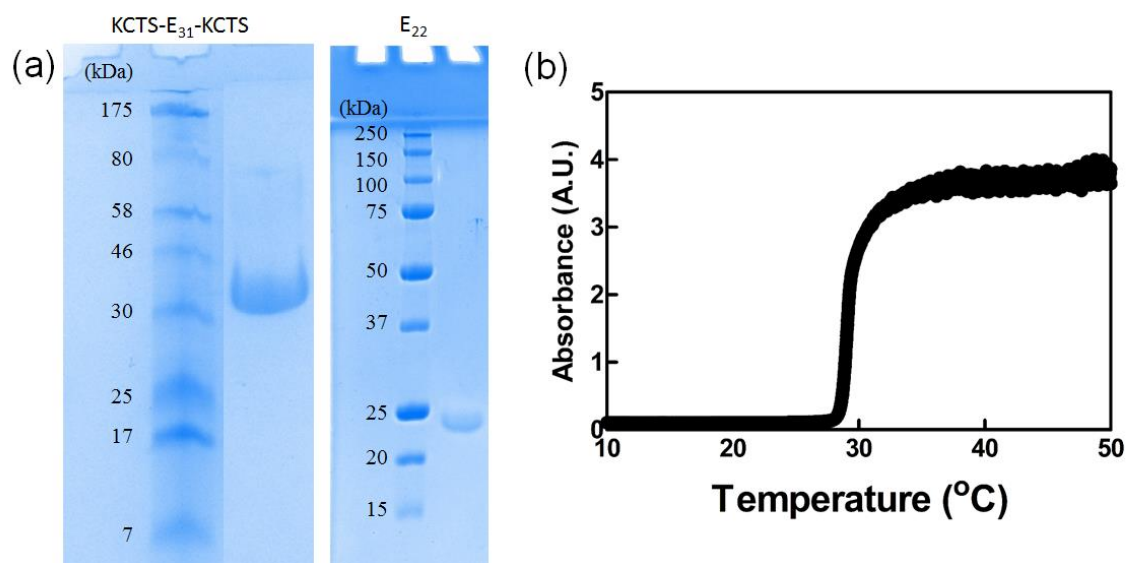 KCTS-E₃₁-KCTS
E₂₂
(a)
(kDa)
175
80
58
46
30
25
17
7
(kDa)
250
150
100
75
50
37
25
20
15
(b)
5
4
3
2
1
0
Absorbance (A.U.)
10 20 30 40 50
Temperature (°C)